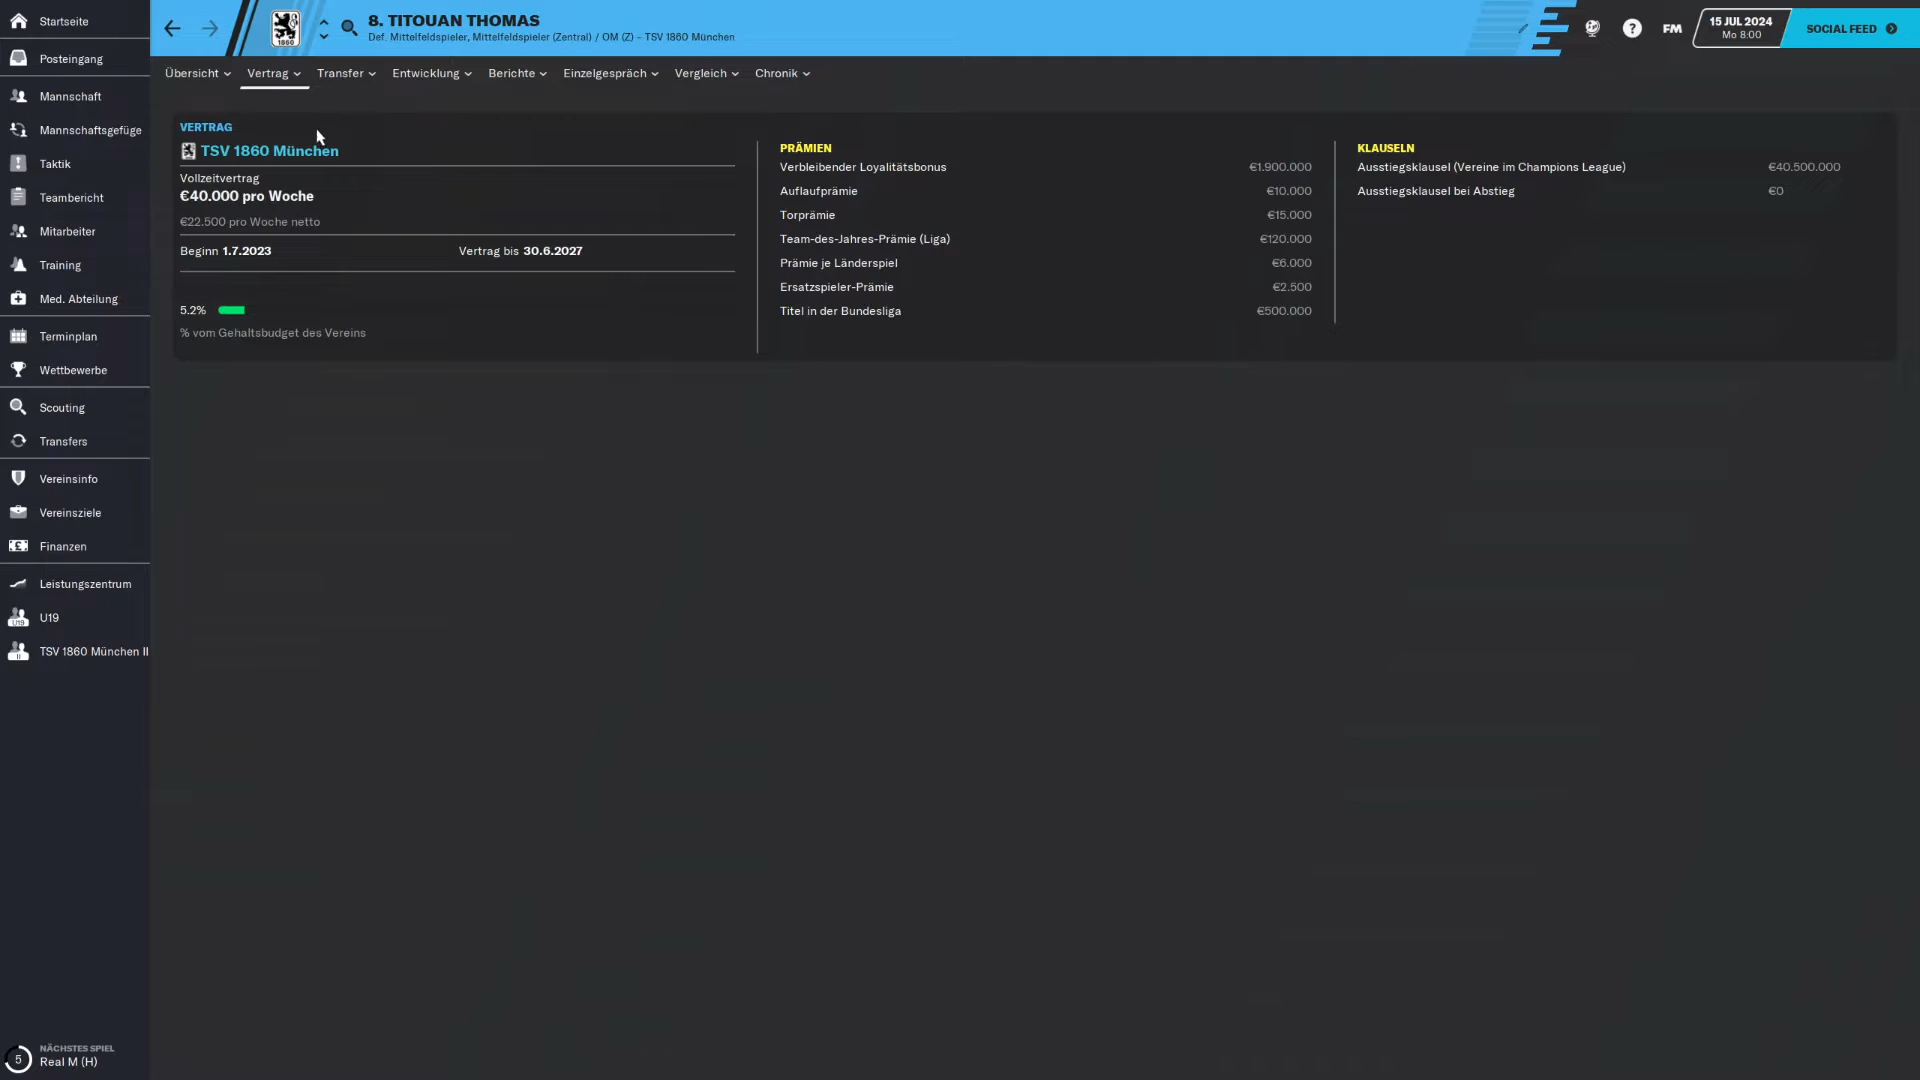 Startseite
Posteingang
Mannschaft
Mannschaftsgefüge
Taktik
Teambericht
Mitarbeiter
Training
Med. Abteilung
Terminplan
Wettbewerbe
Scouting
Transfers
Vereinsinfo
Vereinsziele
Finanzen
Leistungszentrum
U19
TSV 1860 München II
5
NÄCHSTES SPIEL
Real M (H)
1860
8. TITOUAN THOMAS
Def. Mittelfeldspieler, Mittelfeldspieler (Zentral) / OM (Z) – TSV 1860 München
?
FM
15 JUL 2024
Mo 8:00
SOCIAL FEED
Übersicht
Vertrag
Transfer
Entwicklung
Berichte
Einzelgespräch
Vergleich
Chronik
VERTRAG
TSV 1860 München
Vollzeitvertrag
€40.000 pro Woche
€22.500 pro Woche netto
Beginn 1.7.2023
Vertrag bis 30.6.2027
5.2%
% vom Gehaltsbudget des Vereins
PRÄMIEN
Verbleibender Loyalitätsbonus €1.900.000
Auflaufprämie €10.000
Torprämie €15.000
Team-des-Jahres-Prämie (Liga) €120.000
Prämie je Länderspiel €6.000
Ersatzspieler-Prämie €2.500
Titel in der Bundesliga €500.000
KLAUSELN
Ausstiegsklausel (Vereine im Champions League) €40.500.000
Ausstiegsklausel bei Abstieg €0